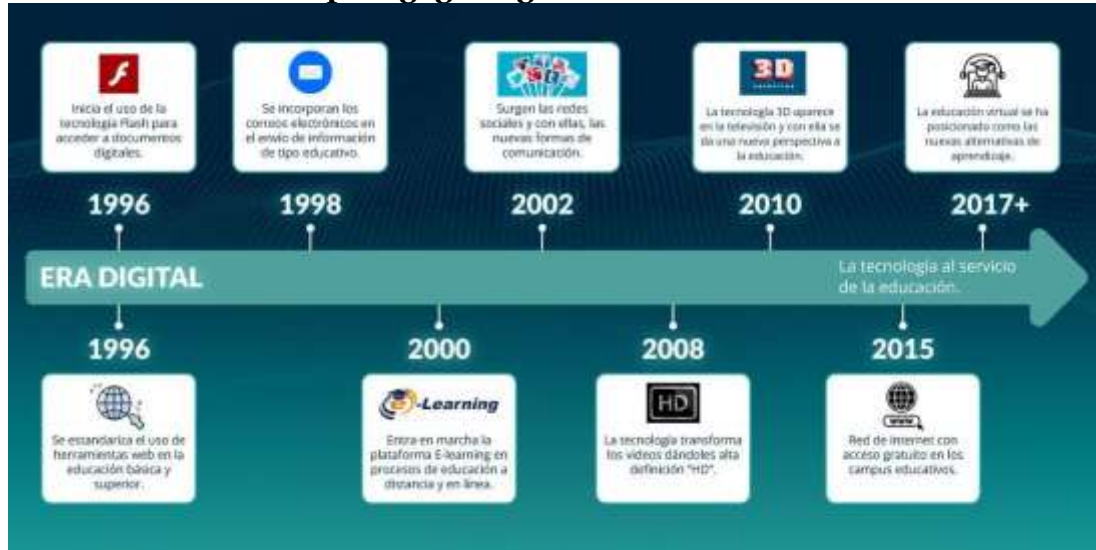 Inicia el uso de la
tecnología Flash para
acceder a documentos
digitales.
1996
Se incorporan los
correos electrónicos en
el envío de información
de tipo educativo.
1998
Surgen las redes
sociales y con ellas, las
nuevas formas de
comunicación.
2002
3D
La tecnología 3D aparece
en la televisión y con ella se
da una nueva perspectiva a
la educación.
2010
La educación virtual se ha
posicionado como las
nuevas alternativas de
aprendizaje.
2017+
ERA DIGITAL
La tecnología al servicio
de la educación.
1996
Se estandariza el uso de
herramientas web en la
educación básica y
superior.
2000
e-Learning
Entra en marcha la
plataforma E-learning en
procesos de educación a
distancia y en línea.
2008
HD
La tecnología transforma
los videos dándoles alta
definición "HD".
2015
www.
Red de internet con
acceso gratuito en los
campus educativos.